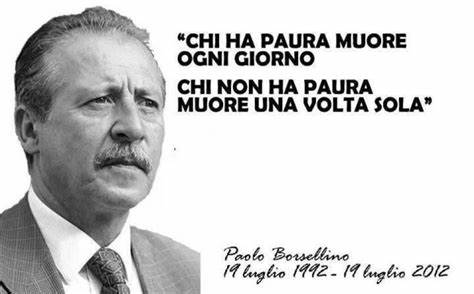 “CHI HA PAURA MUORE
OGNI GIORNO
CHI NON HA PAURA
MUORE UNA VOLTA SOLA”
Paolo Borsellino
19 luglio 1992 - 19 luglio 2012